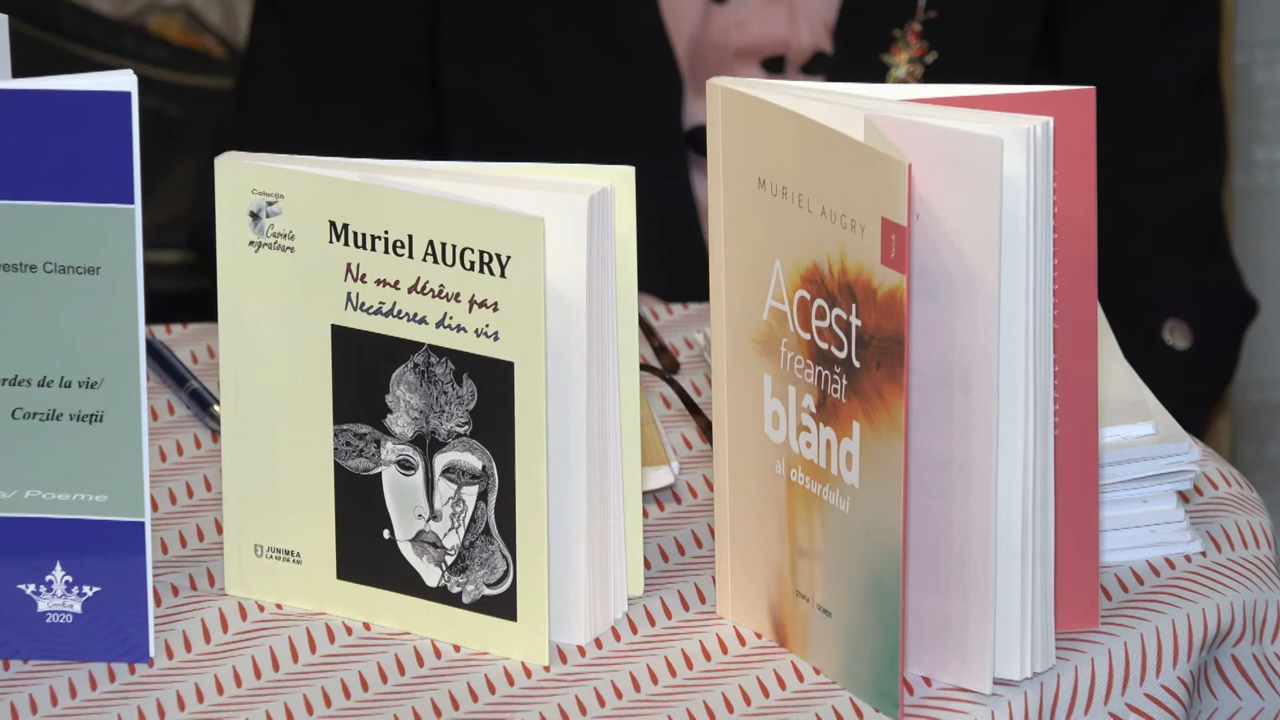 vestre Clancier
ordes de la vie/
Corzile vieții
s/ Poeme
2020
Colecția
Cuvinte
migratoare
Muriel AUGRY
Ne me dérêve pas
Necăderea din vis
JUNIMEA
LA 50 DE ANI
MURIEL AUGRY
Acest
freamăt
blând
al absurdului